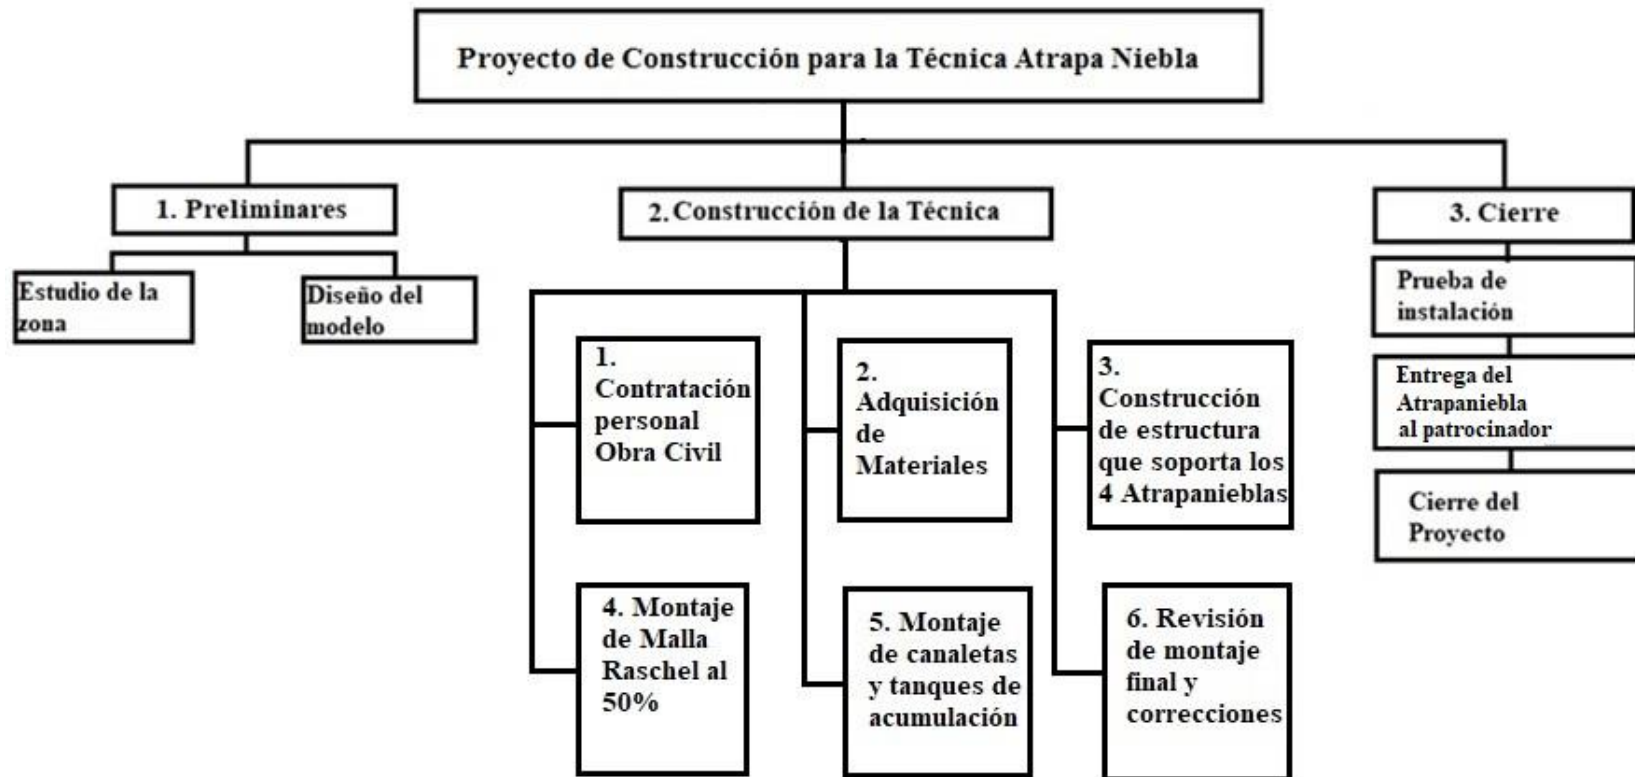 Proyecto de Construcción para la Técnica Atrapa Niebla
1. Preliminares
2. Construcción de la Técnica
3. Cierre
Estudio de la
zona
Diseño del
modelo
1.
Contratación
personal
Obra Civil
2.
Adquisición
de
Materiales
3.
Construcción
de estructura
que soporta los
4 Atrapanieblas
4. Montaje
de Malla
Raschel al
50%
5. Montaje
de canaletas
y tanques de
acumulación
6. Revisión
de montaje
final y
correcciones
Prueba de
instalación
Entrega del
Atrapaniebla
al patrocinador
Cierre del
Proyecto